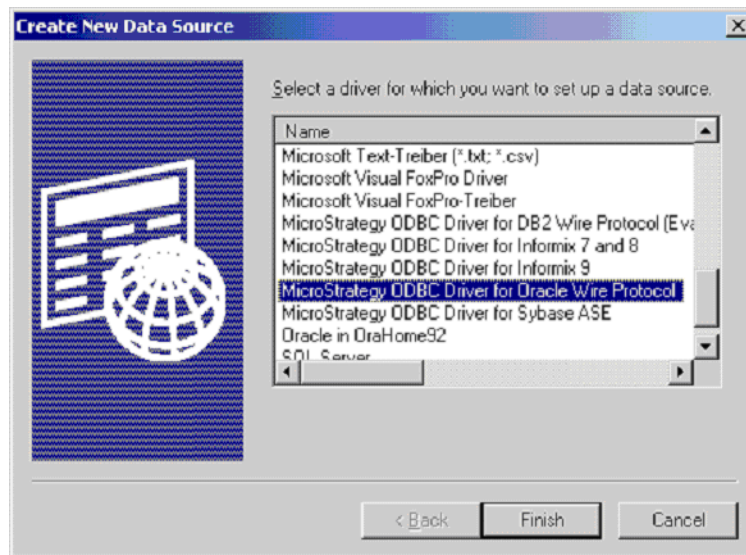 Create New Data Source
Select a driver for which you want to set up a data source.
Name
Microsoft Text-Treiber (*.txt; *.csv)
Microsoft Visual FoxPro Driver
Microsoft Visual FoxPro-Treiber
MicroStrategy ODBC Driver for DB2 Wire Protocol (Eva
MicroStrategy ODBC Driver for Informix 7 and 8
MicroStrategy ODBC Driver for Informix 9
MicroStrategy ODBC Driver for Oracle Wire Protocol
MicroStrategy ODBC Driver for Sybase ASE
Oracle in OraHome92
SQL Server
< Back
Finish
Cancel